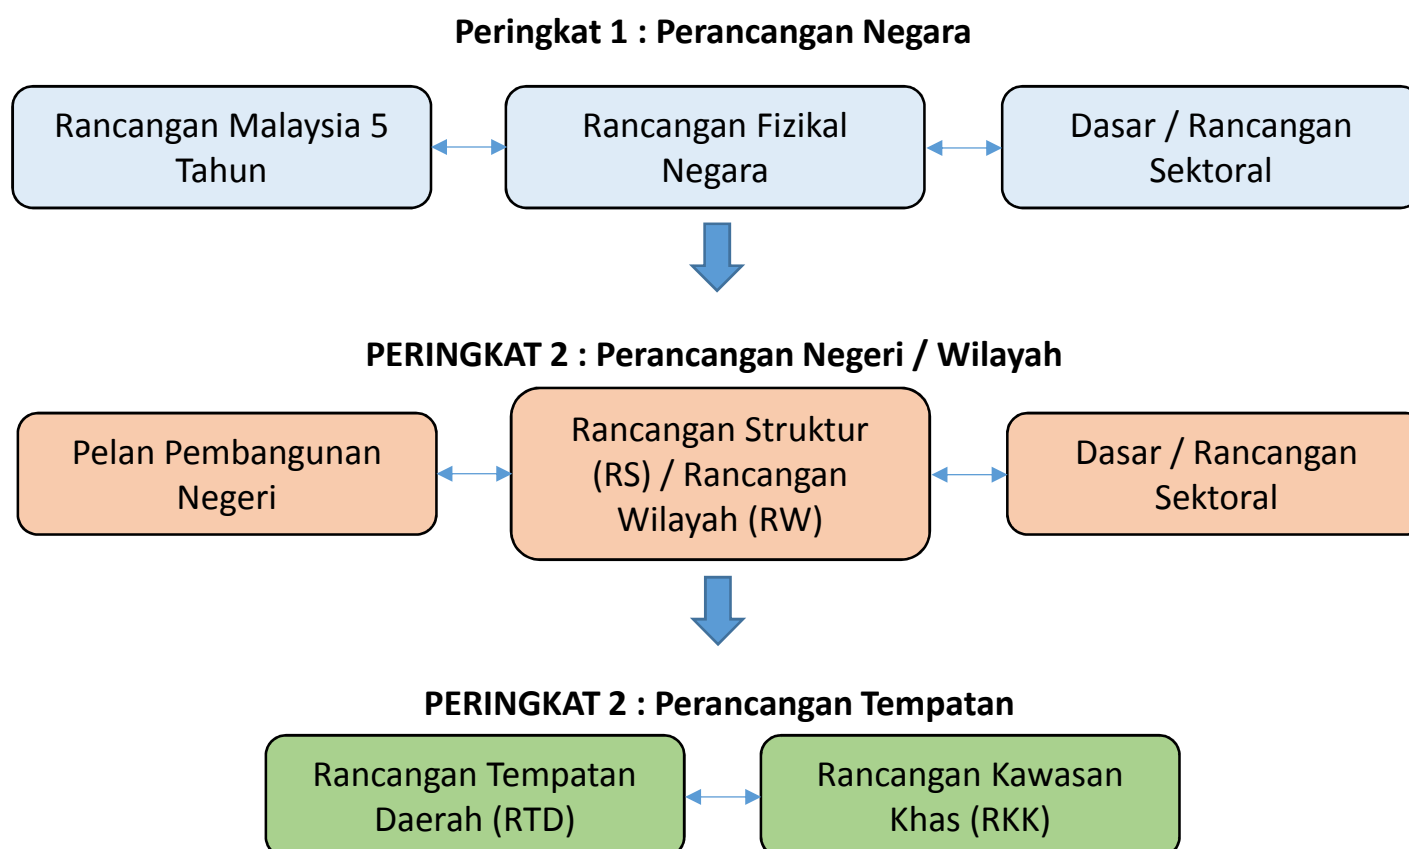 Peringkat 1 : Perancangan Negara
Rancangan Malaysia 5
Tahun
Rancangan Fizikal
Negara
Dasar / Rancangan
Sektoral
PERINGKAT 2 : Perancangan Negeri / Wilayah
Pelan Pembangunan
Negeri
Rancangan Struktur
(RS) / Rancangan
Wilayah (RW)
Dasar / Rancangan
Sektoral
PERINGKAT 2 : Perancangan Tempatan
Rancangan Tempatan
Daerah (RTD)
Rancangan Kawasan
Khas (RKK)